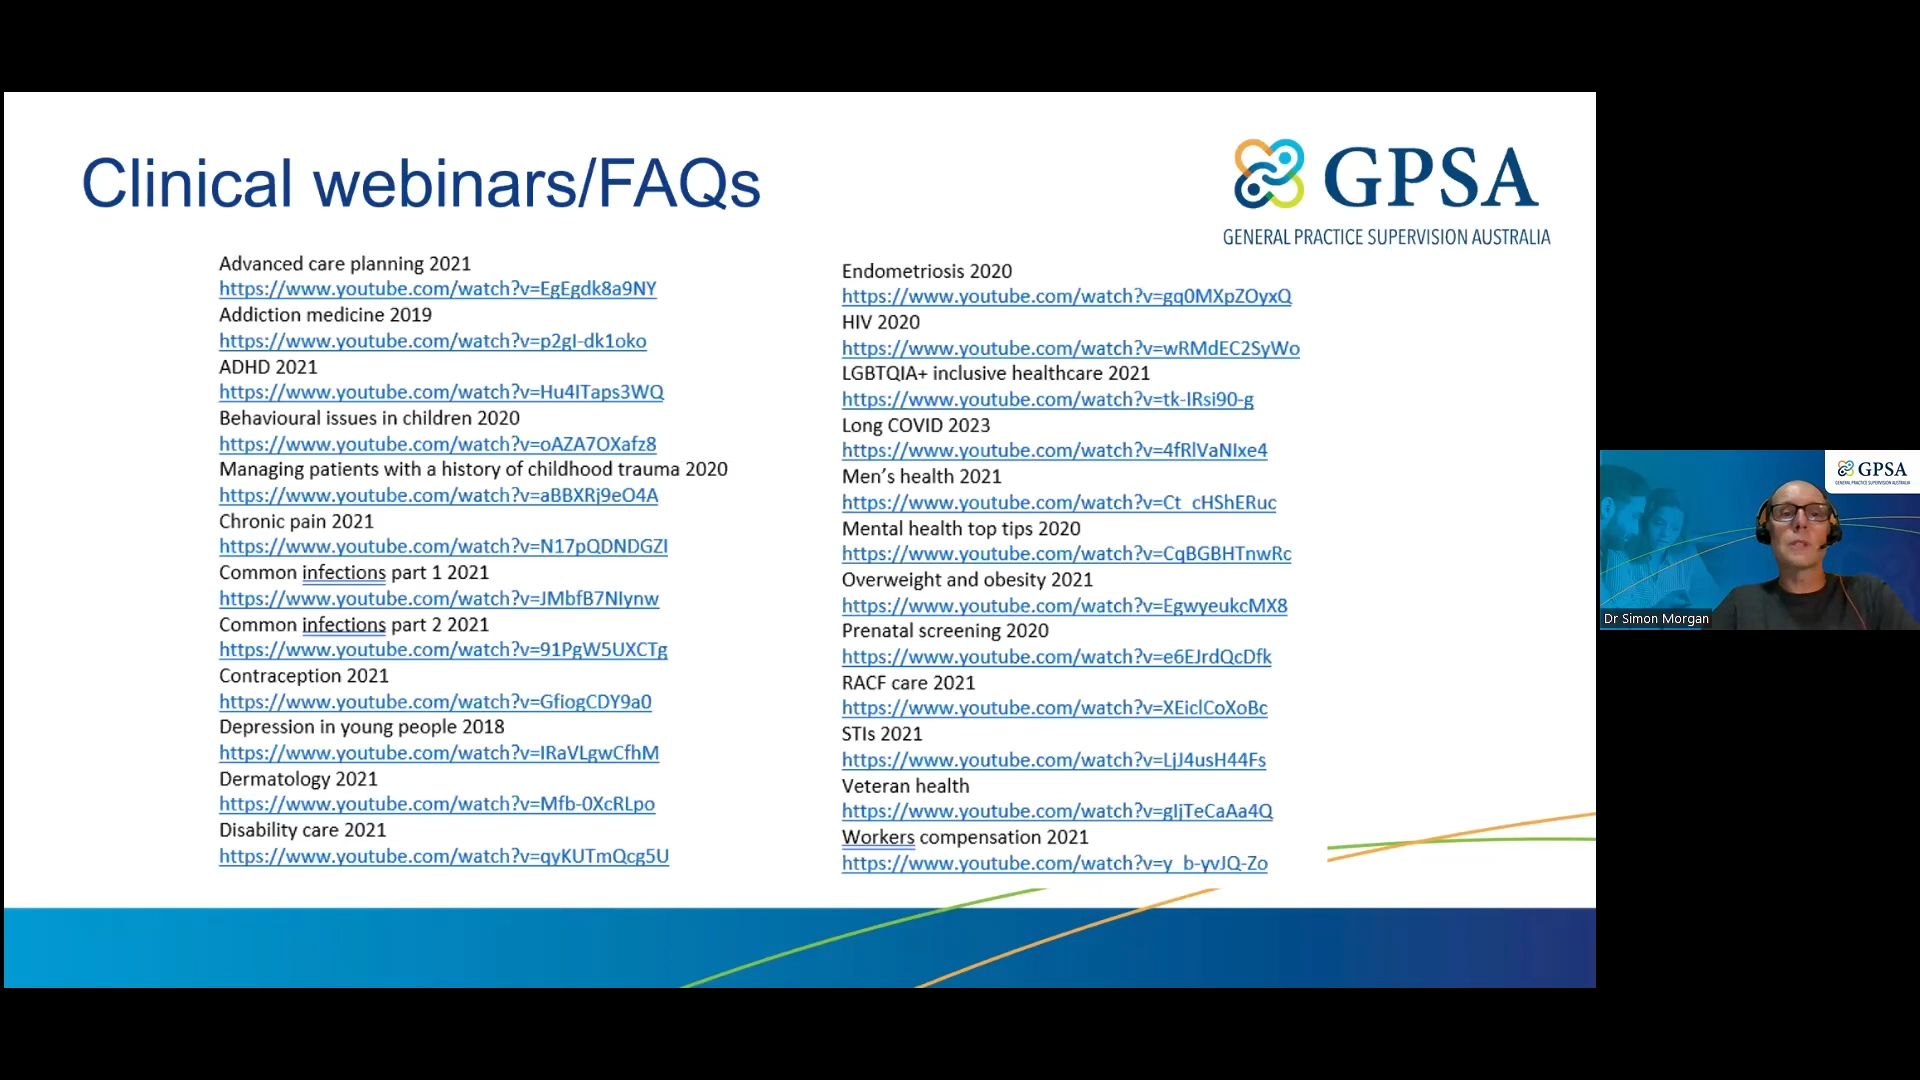 Clinical webinars/FAQs
GPSA
GENERAL PRACTICE SUPERVISION AUSTRALIA
Advanced care planning 2021
https://www.youtube.com/watch?v=EgEgdk8a9NY
Addiction medicine 2019
https://www.youtube.com/watch?v=p2gI-dk1oko
ADHD 2021
https://www.youtube.com/watch?v=Hu4ITaps3WQ
Behavioural issues in children 2020
https://www.youtube.com/watch?v=oAZA7OXafz8
Managing patients with a history of childhood trauma 2020
https://www.youtube.com/watch?v=aBBXRj9eO4A
Chronic pain 2021
https://www.youtube.com/watch?v=N17pQDNDGZI
Common infections part 1 2021
https://www.youtube.com/watch?v=JMbfB7NIynw
Common infections part 2 2021
https://www.youtube.com/watch?v=91PgW5UXCTg
Contraception 2021
https://www.youtube.com/watch?v=GfiogCDY9a0
Depression in young people 2018
https://www.youtube.com/watch?v=IRaVLgwCfhM
Dermatology 2021
https://www.youtube.com/watch?v=Mfb-0XcRLpo
Disability care 2021
https://www.youtube.com/watch?v=qyKUTmQcg5U
Endometriosis 2020
https://www.youtube.com/watch?v=gq0MXpZOyxQ
HIV 2020
https://www.youtube.com/watch?v=wRMdEC2SyWo
LGBTQIA+ inclusive healthcare 2021
https://www.youtube.com/watch?v=tk-IRsi90-g
Long COVID 2023
https://www.youtube.com/watch?v=4fRlVaNIxe4
Men’s health 2021
https://www.youtube.com/watch?v=Ct_cHShERuc
Mental health top tips 2020
https://www.youtube.com/watch?v=CqBGBHTnwRc
Overweight and obesity 2021
https://www.youtube.com/watch?v=EgwyeukcMX8
Prenatal screening 2020
https://www.youtube.com/watch?v=e6EJrdQcDfk
RACF care 2021
https://www.youtube.com/watch?v=XEiclCoXoBc
STIs 2021
https://www.youtube.com/watch?v=LjJ4usH44Fs
Veteran health
https://www.youtube.com/watch?v=gIjTeCaAa4Q
Workers compensation 2021
https://www.youtube.com/watch?v=y_b-yvJQ-Zo
GPSA
GENERAL PRACTICE SUPERVISION AUSTRALIA
Dr Simon Morgan